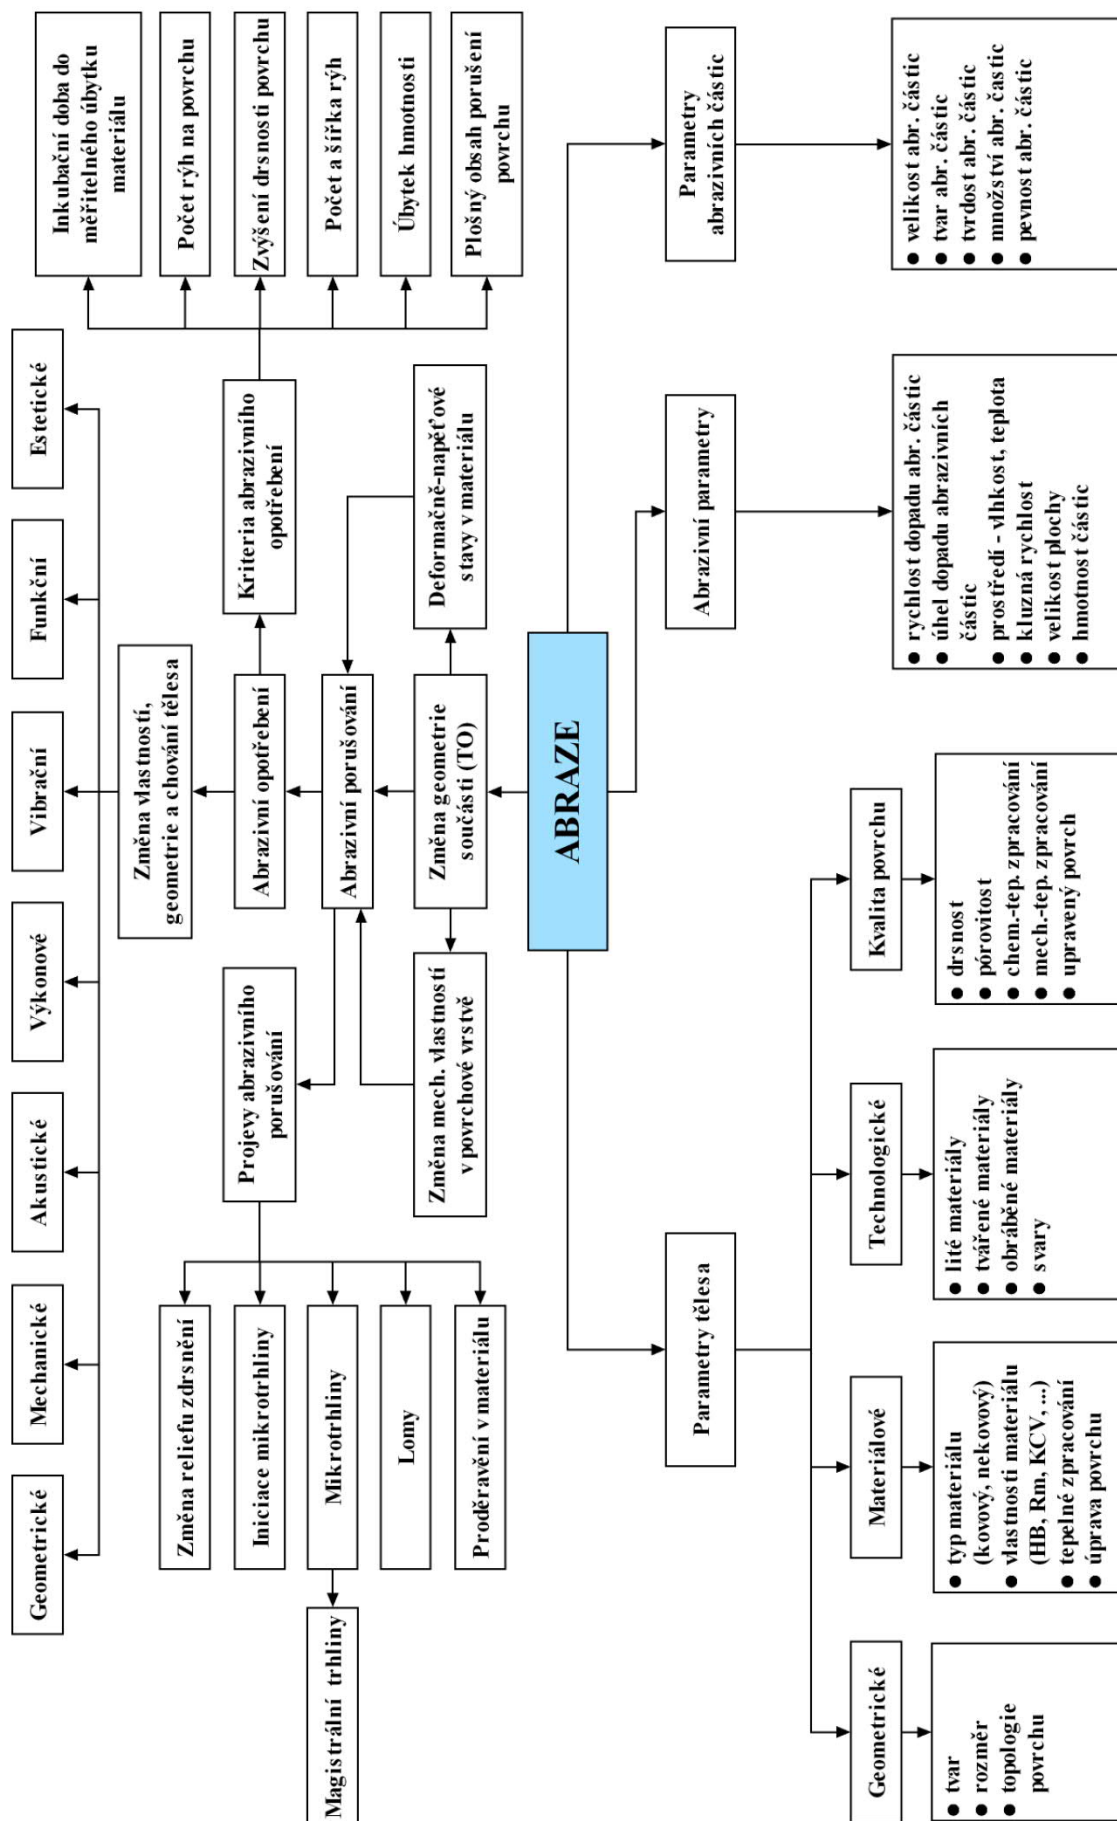 Geometrické
Mechanické
Akustické
Výkonové
Vibrační
Funkční
Estetické
Změna vlastností,
geometrie a chování tělesa
Inkubační doba do
měřitelného úbytku
materiálu
Počet rýh na povrchu
Zvýšení drsnosti povrchu
Počet a šířka rýh
Úbytek hmotnosti
Plošný obsah porušení
povrchu
Změna reliefu zdrsnění
Iniciace mikrotrhliny
Mikrotrhliny
Lomy
Proděravění v materiálu
Magistrální trhliny
Projevy abrazivního
porušování
Abrazivní opotřebení
Kriteria abrazivního
opotřebení
Abrazivní porušování
Změna mech. vlastností
v povrchové vrstvě
Změna geometrie
součásti (TO)
Deformačně-napěťové
stavy v materiálu
ABRAZE
Parametry tělesa
Abrazivní parametry
Parametry
abrazivních částic
Geometrické
Materiálové
Technologické
Kvalita povrchu
● tvar
● rozměr
● topologie
povrchu
● typ materiálu
(kovový, nekovový)
● vlastnosti materiálu
(HB, Rm, KCV, ...)
● tepelné zpracování
● úprava povrchu
● lité materiály
● tvářené materiály
● obráběné materiály
● svary
● drsnost
● pórovitost
● chem.-tep. zpracování
● mech.-tep. zpracování
● upravený povrch
● rychlost dopadu abr. částic
● úhel dopadu abrazivních
částic
● prostředí - vlhkost, teplota
● kluzná rychlost
● velikost plochy
● hmotnost částic
● velikost abr. částic
● tvar abr. částic
● tvrdost abr. částic
● množství abr. častic
● pevnost abr. částic